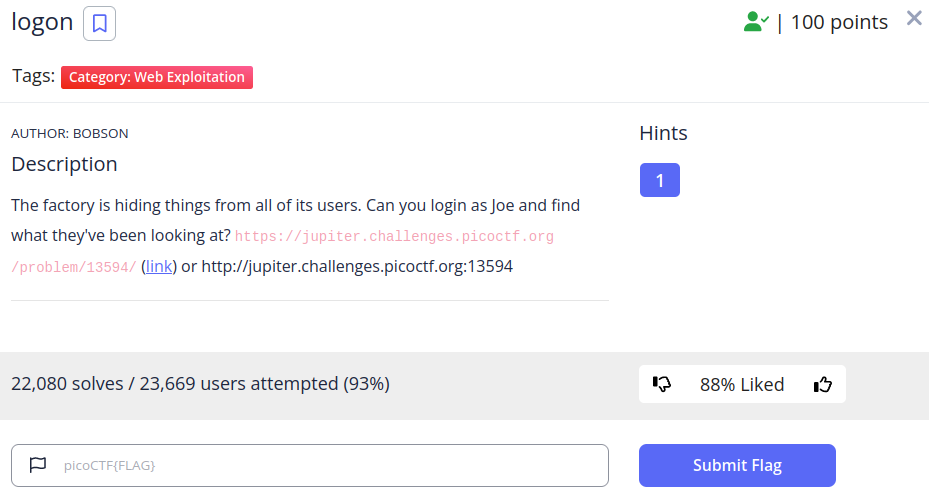 logon
| 100 points
Tags: Category: Web Exploitation
AUTHOR: BOBSON
Description
The factory is hiding things from all of its users. Can you login as Joe and find
what they've been looking at? https://jupiter.challenges.picoctf.org
/problem/13594/ (link) or http://jupiter.challenges.picoctf.org:13594
Hints
1
22,080 solves / 23,669 users attempted (93%)
88% Liked
picoCTF{FLAG}
Submit Flag